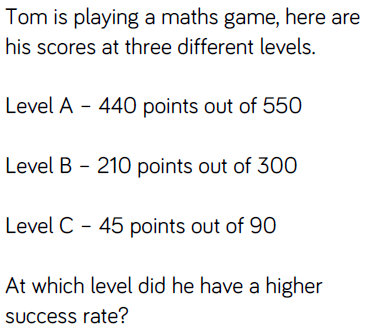 Tom is playing a maths game, here are
his scores at three different levels.
Level A – 440 points out of 550
Level B – 210 points out of 300
Level C – 45 points out of 90
At which level did he have a higher
success rate?